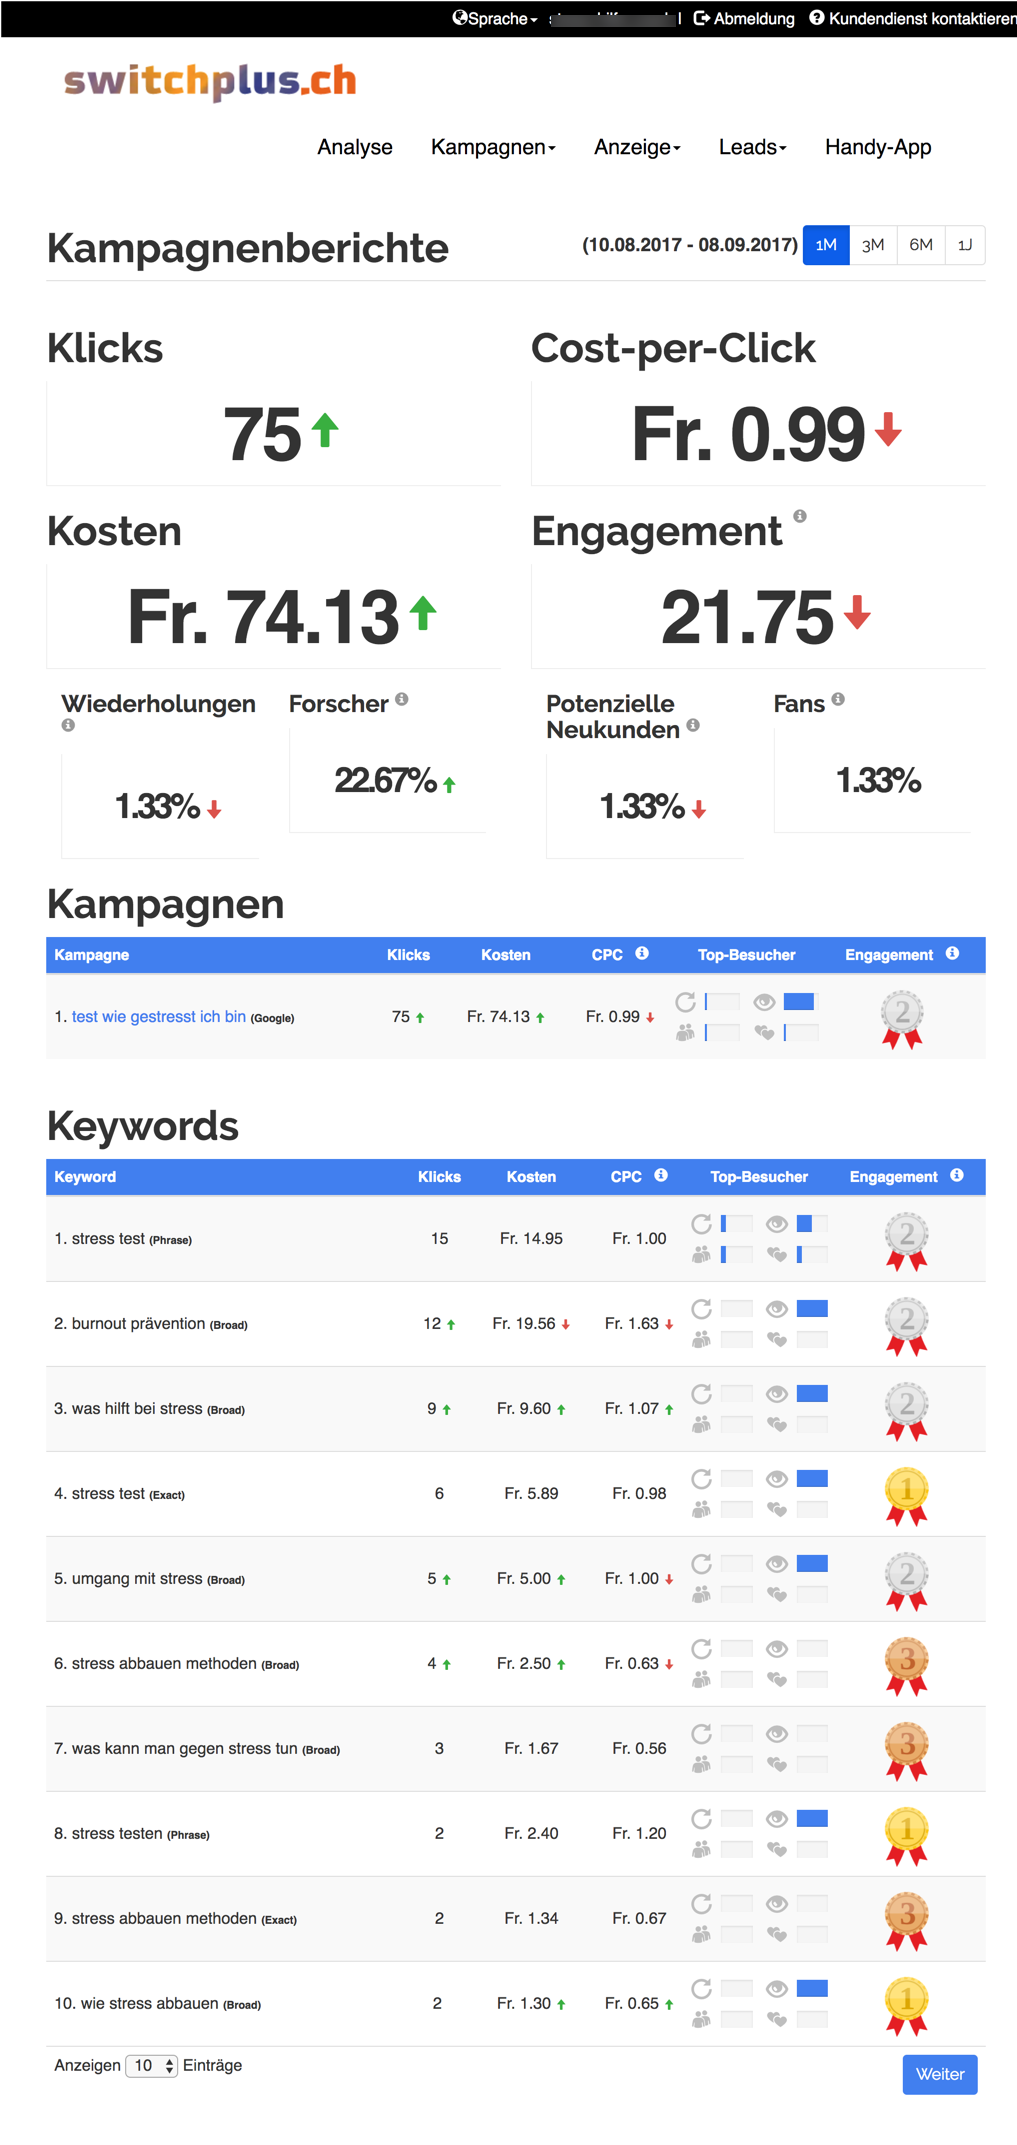 Sprache Abmeldung Kundendienst kontaktieren
switchplus.ch
Analyse Kampagnen Anzeige Leads Handy-App
Kampagnenberichte (10.08.2017 - 08.09.2017) 1M 3M 6M 1J
Klicks Cost-per-Click
75 Fr. 0.99
Kosten Engagement
Fr. 74.13 21.75
Wiederholungen Forscher Potenzielle Neukunden Fans
1.33% 22.67% 1.33% 1.33%
Kampagnen
Kampagne Klicks Kosten CPC Top-Besucher Engagement
1. test wie gestresst ich bin (Google) 75 Fr. 74.13 Fr. 0.99 2
Keywords
Keyword Klicks Kosten CPC Top-Besucher Engagement
1. stress test (Phrase) 15 Fr. 14.95 Fr. 1.00 2
2. burnout prävention (Broad) 12 Fr. 19.56 Fr. 1.63 2
3. was hilft bei stress (Broad) 9 Fr. 9.60 Fr. 1.07 2
4. stress test (Exact) 6 Fr. 5.89 Fr. 0.98 1
5. umgang mit stress (Broad) 5 Fr. 5.00 Fr. 1.00 2
6. stress abbauen methoden (Broad) 4 Fr. 2.50 Fr. 0.63 3
7. was kann man gegen stress tun (Broad) 3 Fr. 1.67 Fr. 0.56 3
8. stress testen (Phrase) 2 Fr. 2.40 Fr. 1.20 1
9. stress abbauen methoden (Exact) 2 Fr. 1.34 Fr. 0.67 3
10. wie stress abbauen (Broad) 2 Fr. 1.30 Fr. 0.65 1
Anzeigen 10 Einträge Weiter